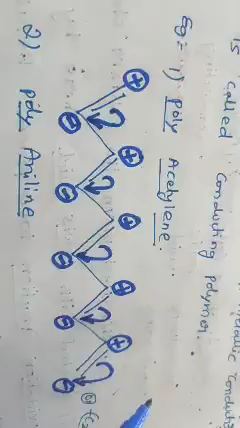 is called Conducting Polymer.
Eg:- 1) Poly Acetylene.
⊕ ⊕ ⊕ ⊕ ⊕
⊖ ⊖ ⊖ ⊖ ⊖
2) Poly Aniline